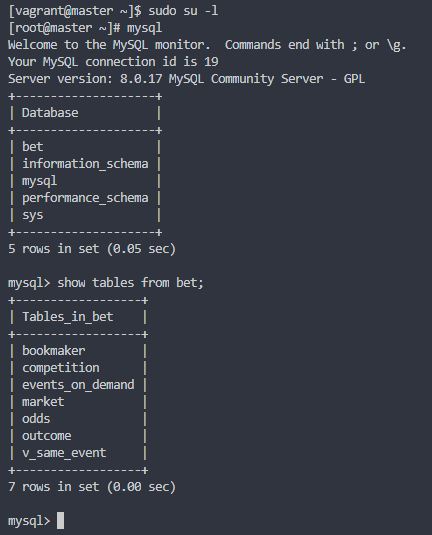 [vagrant@master ~]$ sudo su -l
[root@master ~]# mysql
Welcome to the MySQL monitor.  Commands end with ; or \g.
Your MySQL connection id is 19
Server version: 8.0.17 MySQL Community Server - GPL
+--------------------+
| Database           |
+--------------------+
| bet                |
| information_schema |
| mysql              |
| performance_schema |
| sys                |
+--------------------+
5 rows in set (0.05 sec)

mysql> show tables from bet;
+------------------+
| Tables_in_bet    |
+------------------+
| bookmaker        |
| competition      |
| events_on_demand |
| market           |
| odds             |
| outcome          |
| v_same_event     |
+------------------+
7 rows in set (0.00 sec)

mysql>